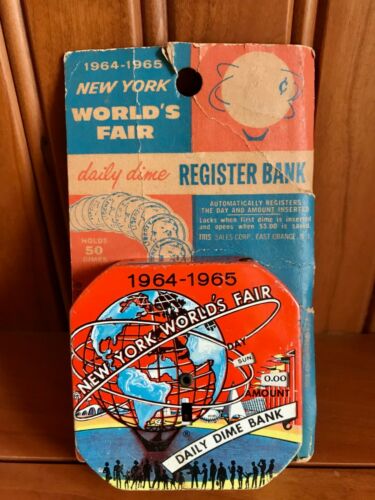 1964-1965
NEW YORK
WORLD'S
FAIR
¢
daily dime REGISTER BANK
AUTOMATICALLY REGISTERS
THE DAY AND AMOUNT INSERTED
Locks when first dime is inserted
and opens when $5.00 is saved.
SALES CORP. EAST ORANGE, N.
HOLDS
50
DIMES
1964-1965
NEW YORK WORLD'S FAIR
DAY
SUN
0.00
AMOUNT
DAILY DIME BANK
®